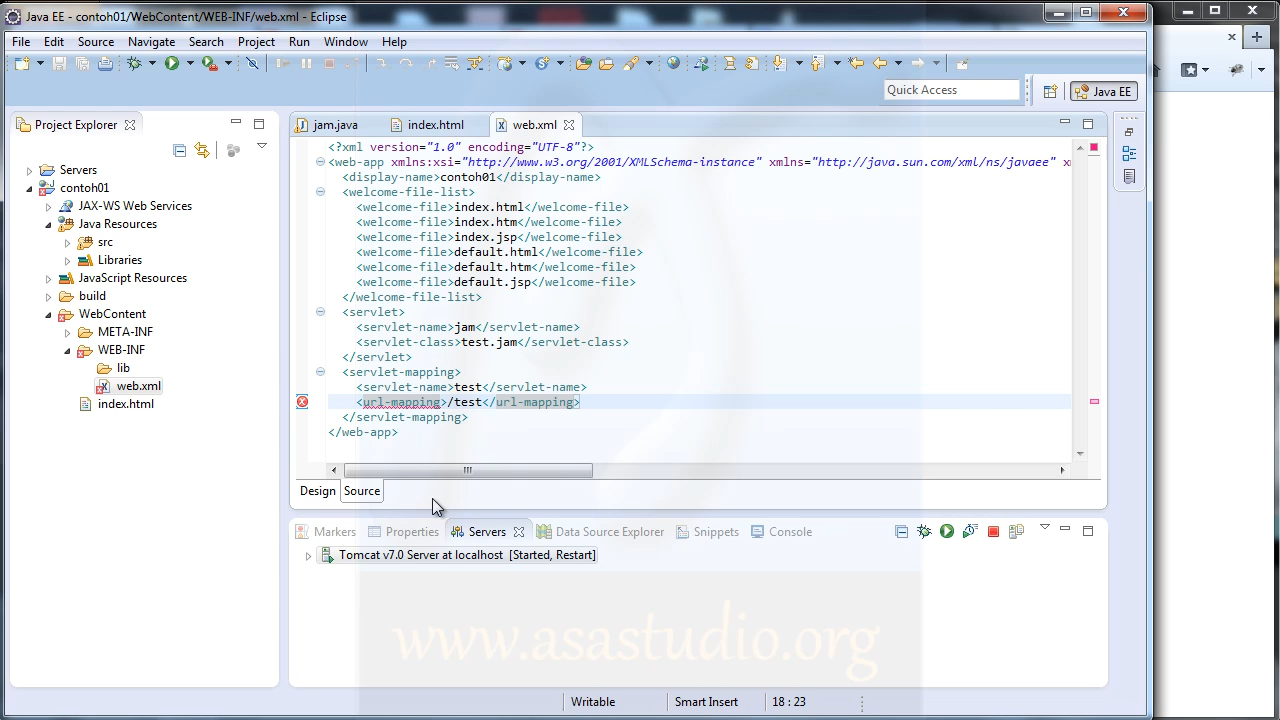 Java EE - contoh01/WebContent/WEB-INF/web.xml - Eclipse
File Edit Source Navigate Search Project Run Window Help
Quick Access
Java EE
Project Explorer
Servers
contoh01
JAX-WS Web Services
Java Resources
src
Libraries
JavaScript Resources
build
WebContent
META-INF
WEB-INF
lib
web.xml
index.html
jam.java index.html web.xml
<?xml version="1.0" encoding="UTF-8"?>
<web-app xmlns:xsi="http://www.w3.org/2001/XMLSchema-instance" xmlns="http://java.sun.com/xml/ns/javaee" x
<display-name>contoh01</display-name>
<welcome-file-list>
<welcome-file>index.html</welcome-file>
<welcome-file>index.htm</welcome-file>
<welcome-file>index.jsp</welcome-file>
<welcome-file>default.html</welcome-file>
<welcome-file>default.htm</welcome-file>
<welcome-file>default.jsp</welcome-file>
</welcome-file-list>
<servlet>
<servlet-name>jam</servlet-name>
<servlet-class>test.jam</servlet-class>
</servlet>
<servlet-mapping>
<servlet-name>test</servlet-name>
<url-mapping>/test</url-mapping>
</servlet-mapping>
</web-app>
Design Source
Markers Properties Servers Data Source Explorer Snippets Console
Tomcat v7.0 Server at localhost [Started, Restart]
www.asastudio.org
Writable Smart Insert 18 : 23